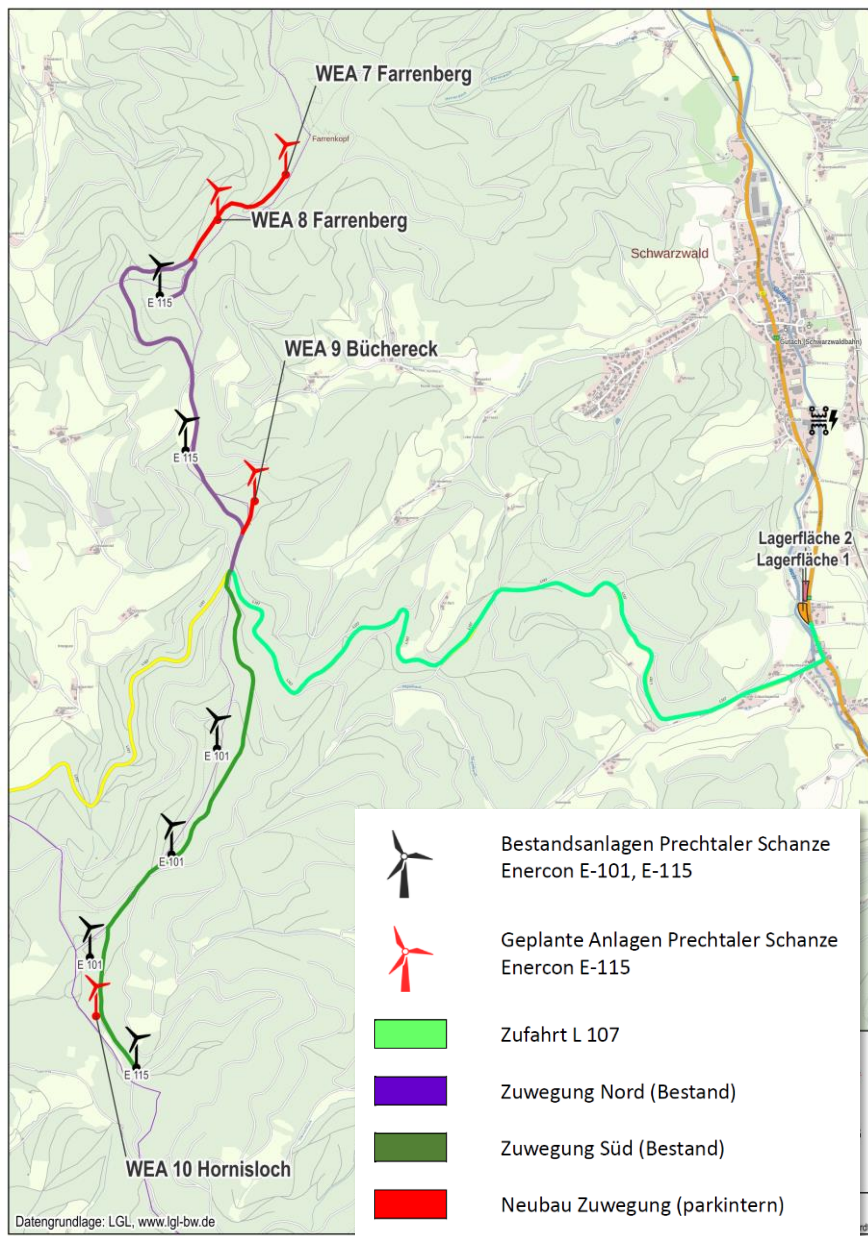 WEA 7 Farrenberg
Farrenkopf
WEA 8 Farrenberg
Schwarzwald
E 115
Gutach (Schwarzwaldbahn)
WEA 9 Büchereck
E 115
Lagerfläche 2
Lagerfläche 1
E 101
E-101
E 101
E 115
WEA 10 Hornisloch
Datengrundlage: LGL, www.lgl-bw.de
Bestandsanlagen Prechtaler Schanze
Enercon E-101, E-115
Geplante Anlagen Prechtaler Schanze
Enercon E-115
Zufahrt L 107
Zuwegung Nord (Bestand)
Zuwegung Süd (Bestand)
Neubau Zuwegung (parkintern)